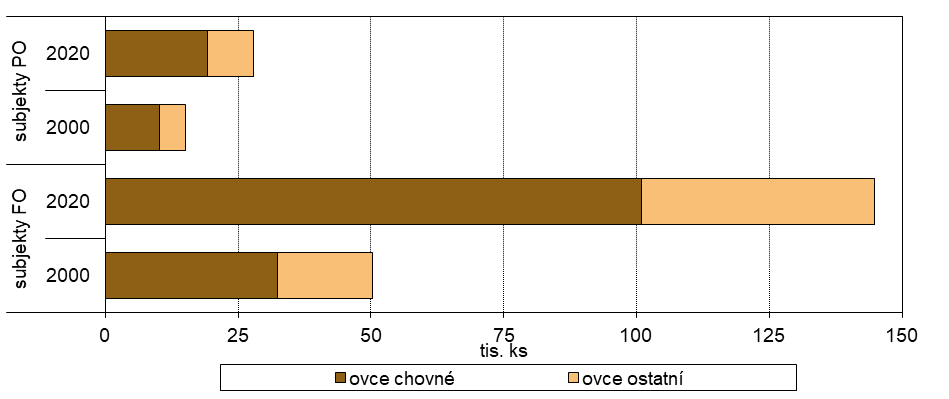 subjekty PO
2020
2000
subjekty FO
2020
2000
0 25 50 75 100 125 150
tis. ks
ovce chovné ovce ostatní